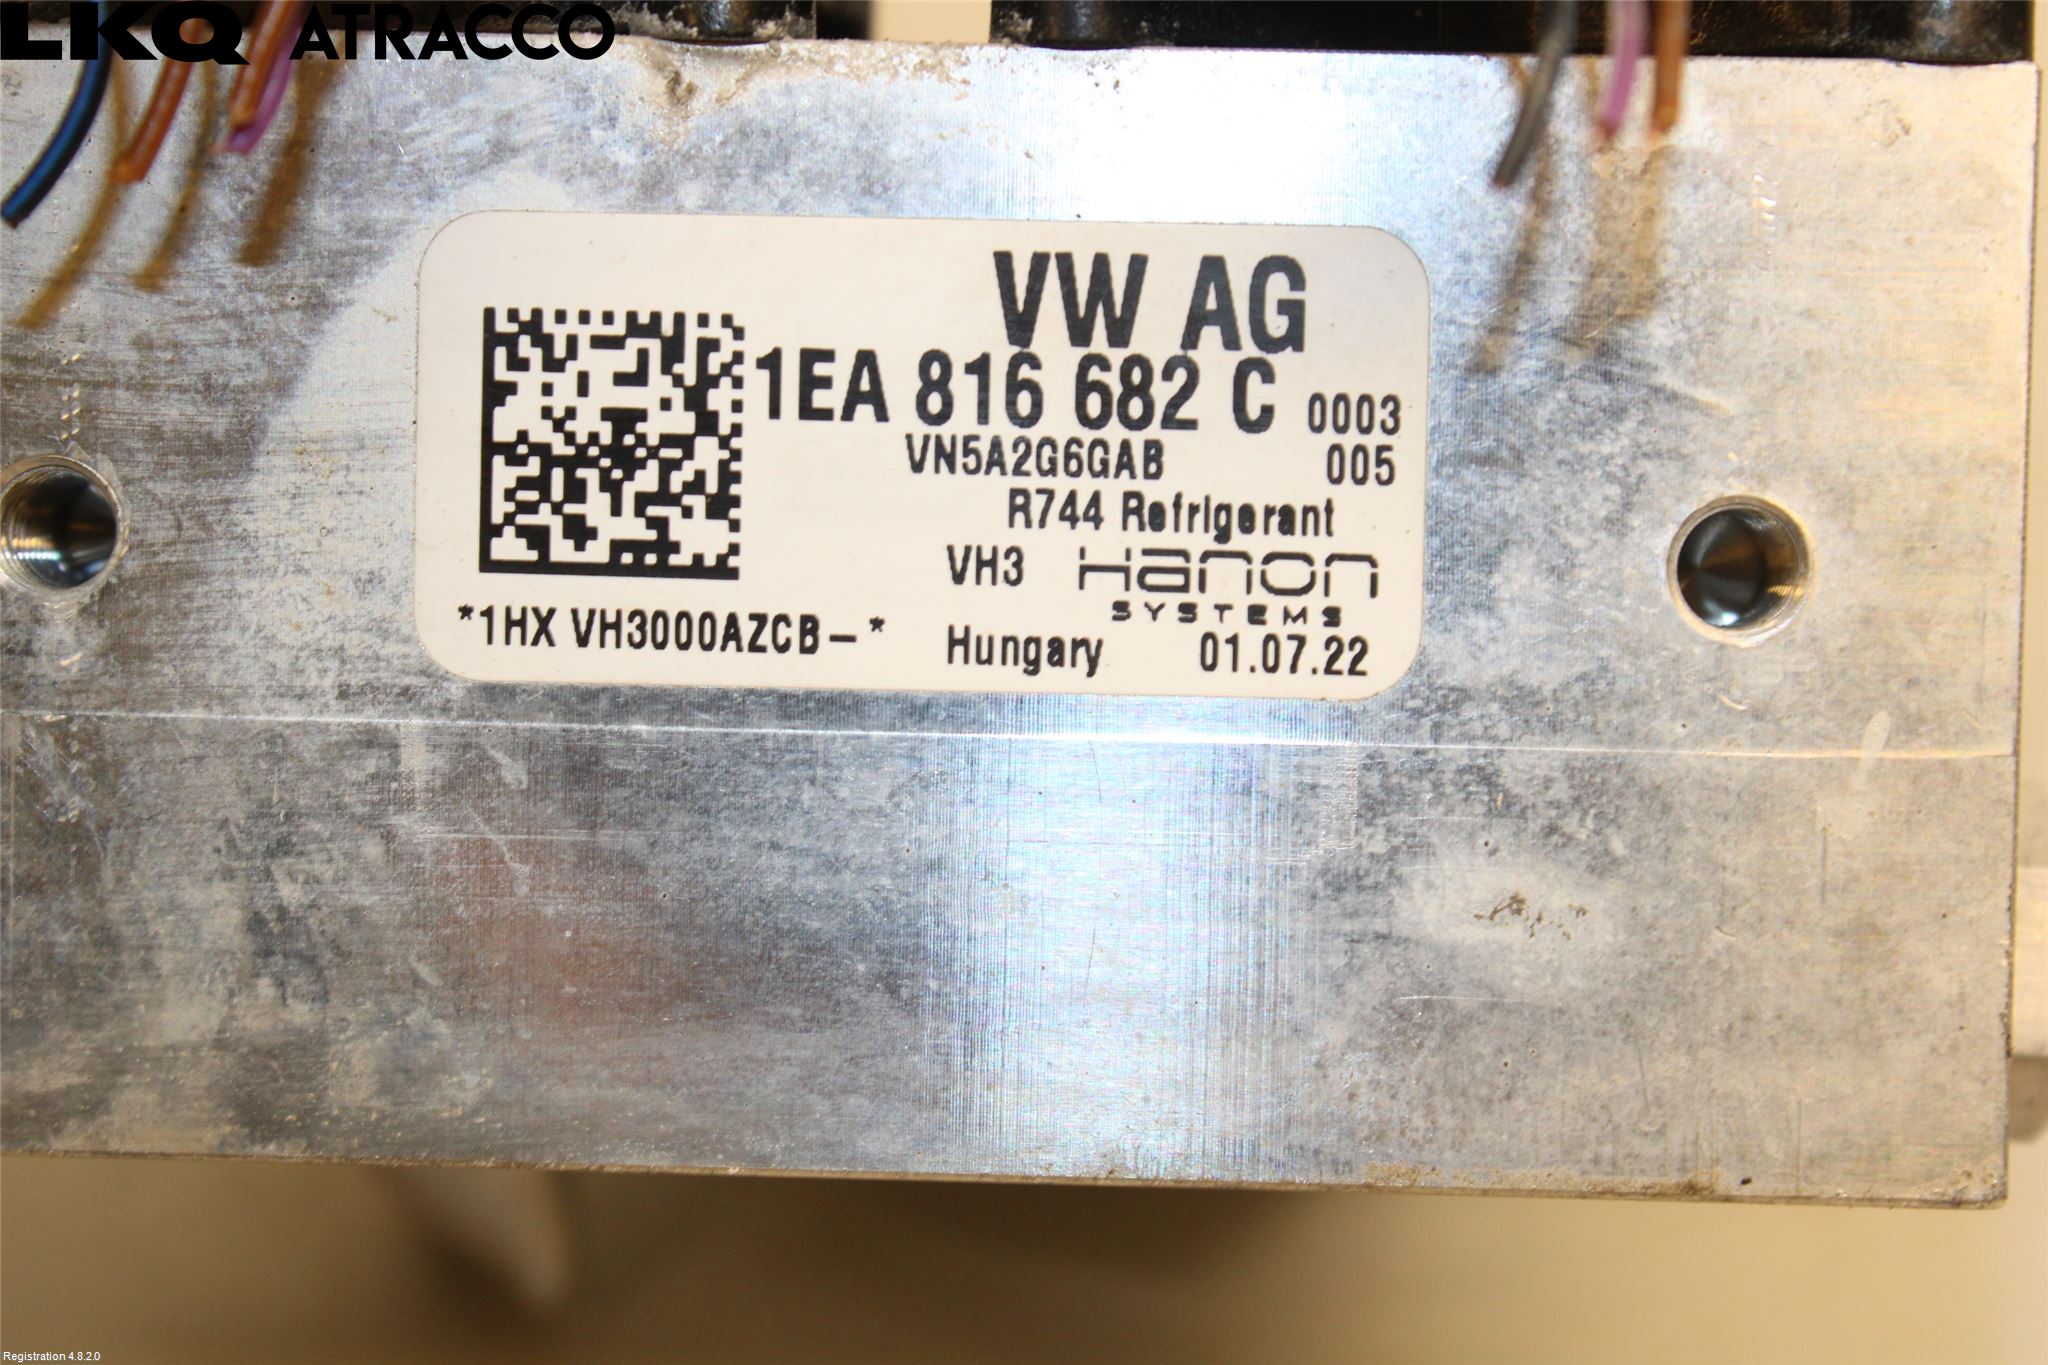 LKQ ATRACCO
VW AG
1EA 816 682 C 0003
VN5A2G6GAB 005
R744 Refrigerant
VH3 Hanon
SYSTEMS
*1HX VH3000AZCB-*
Hungary 01.07.22
Registration 4.8.2.0